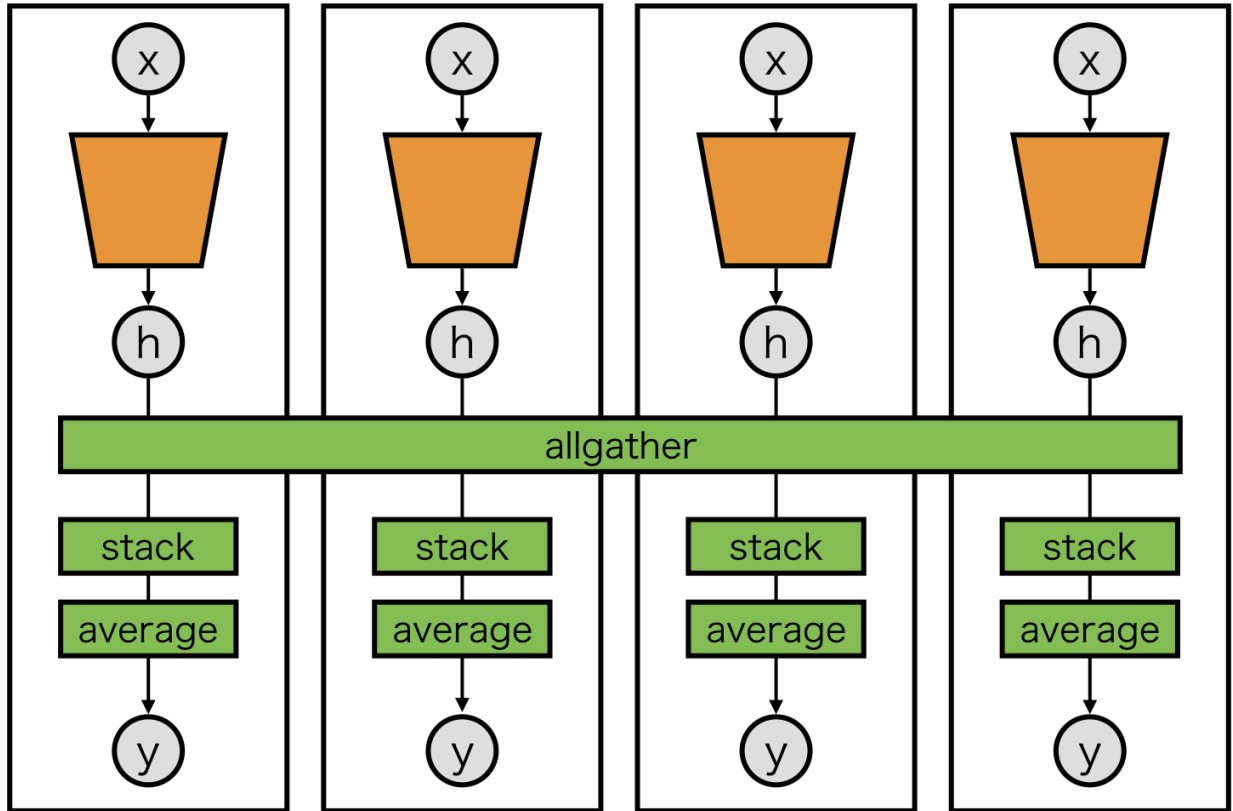 x x x x
h h h h
allgather
stack stack stack stack
average average average average
y y y y